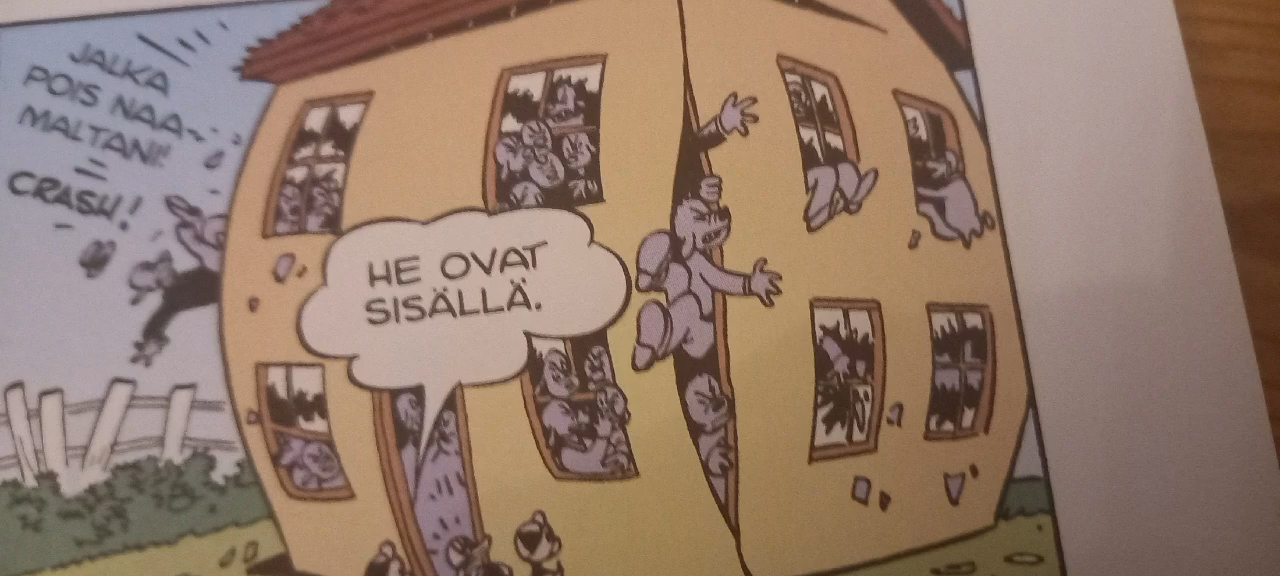 JALKA
POIS NAA-
MALTANI!
CRASH!
HE OVAT
SISÄLLÄ.